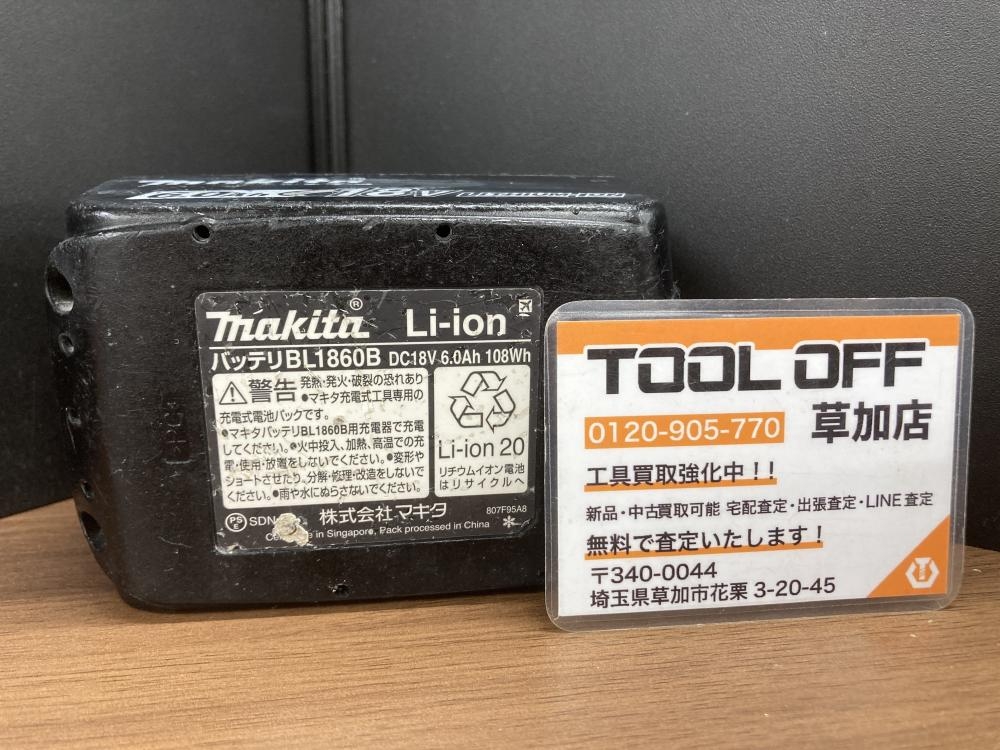 makita
18V
makita® Li-ion
バッテリBL1860B DC18V 6.0Ah 108Wh
警告 発熱・発火・破裂の恐れあり
●マキタ充電式工具専用の
充電式電池パックです。
●マキタバッテリBL1860B用充電器で充電
してください。●火中投入、加熱、高温での充
電・使用・放置をしないでください。●変形や
ショートさせたり、分解・修理・改造をしないで
ください。●雨や水にぬらさないでください。
Li-ion 20
リチウムイオン電池
はリサイクルへ
PS E SDN 株式会社マキタ 807F95A8
in Singapore, Pack processed in China
TOOL OFF
0120-905-770 草加店
工具買取強化中!!
新品・中古買取可能 宅配査定・出張査定・LINE査定
無料で査定いたします!
〒340-0044
埼玉県草加市花栗3-20-45